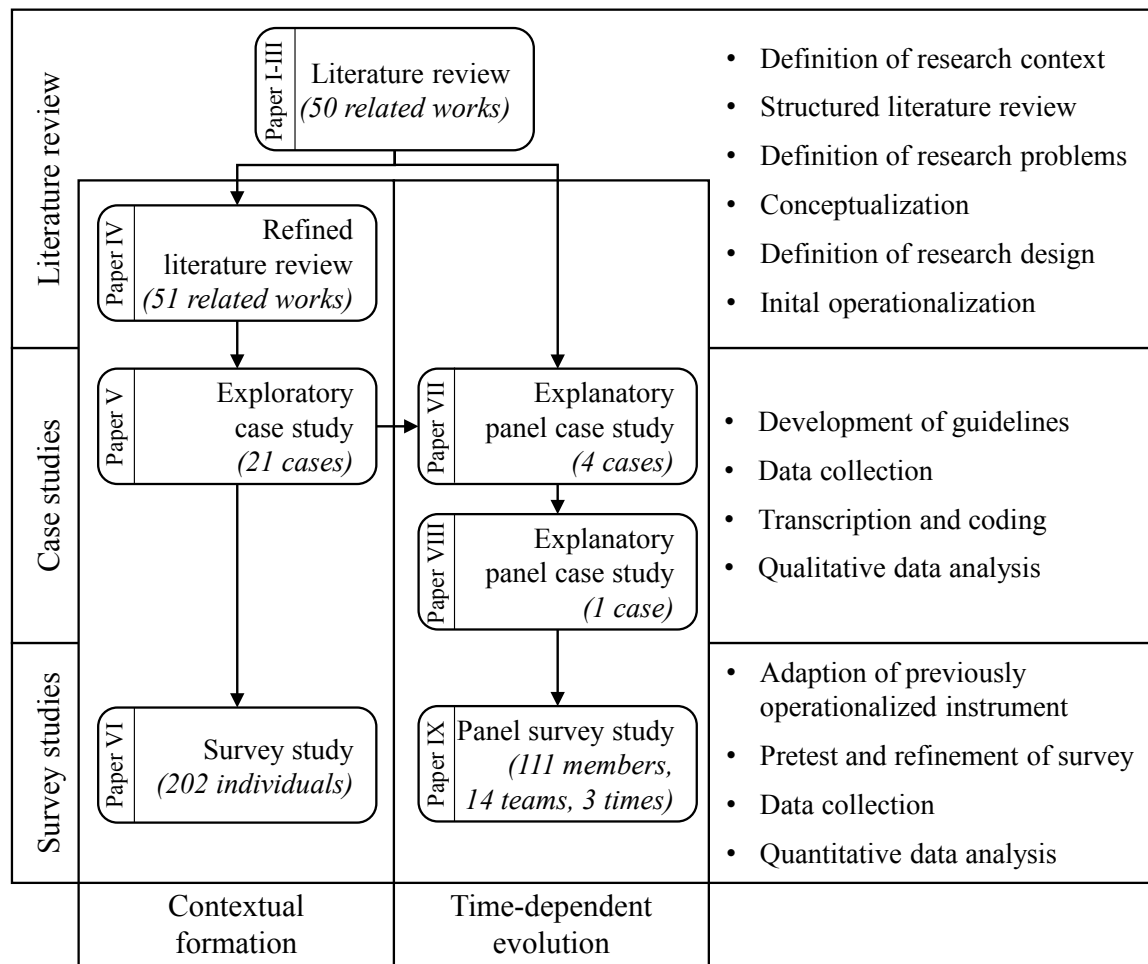 Literature review
Paper I-III
Literature review
(50 related works)
Paper IV
Refined
literature review
(51 related works)
• Definition of research context
• Structured literature review
• Definition of research problems
• Conceptualization
• Definition of research design
• Inital operationalization
Case studies
Paper V
Exploratory
case study
(21 cases)
Paper VII
Explanatory
panel case study
(4 cases)
Paper VIII
Explanatory
panel case study
(1 case)
• Development of guidelines
• Data collection
• Transcription and coding
• Qualitative data analysis
Survey studies
Paper VI
Survey study
(202 individuals)
Paper IX
Panel survey study
(111 members,
14 teams, 3 times)
• Adaption of previously
operationalized instrument
• Pretest and refinement of survey
• Data collection
• Quantitative data analysis
Contextual
formation
Time-dependent
evolution